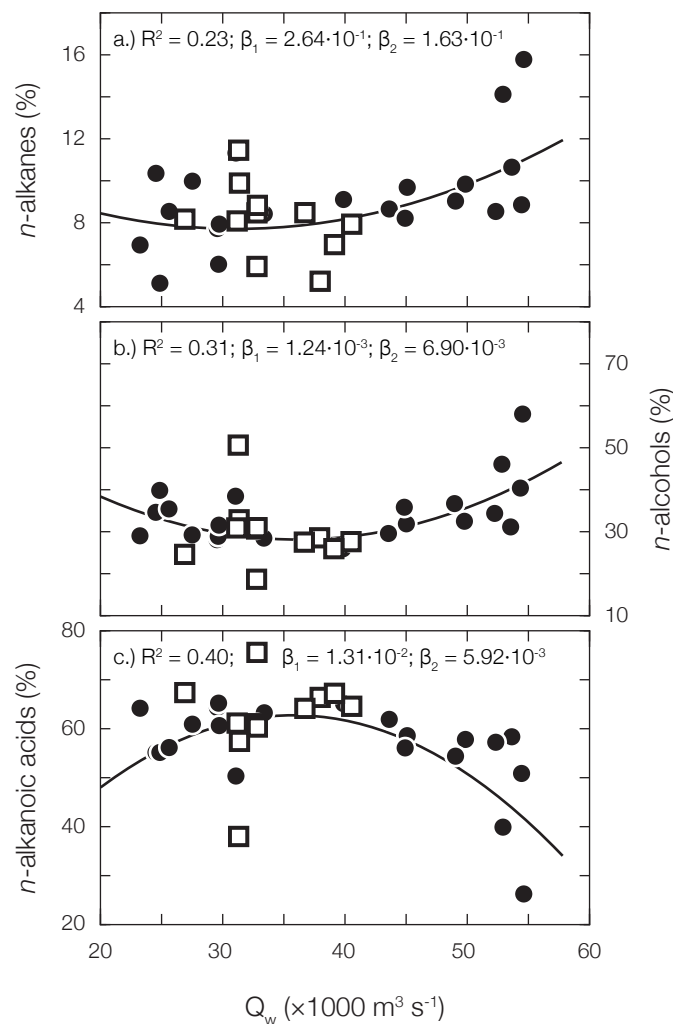 a.) R² = 0.23; β₁ = 2.64·10⁻¹; β₂ = 1.63·10⁻¹
16
12
8
4
n-alkanes (%)
b.) R² = 0.31; β₁ = 1.24·10⁻³; β₂ = 6.90·10⁻³
70
50
30
10
n-alcohols (%)
c.) R² = 0.40; β₁ = 1.31·10⁻²; β₂ = 5.92·10⁻³
80
60
40
20
n-alkanoic acids (%)
20 30 40 50 60
Q_w (×1000 m³ s⁻¹)